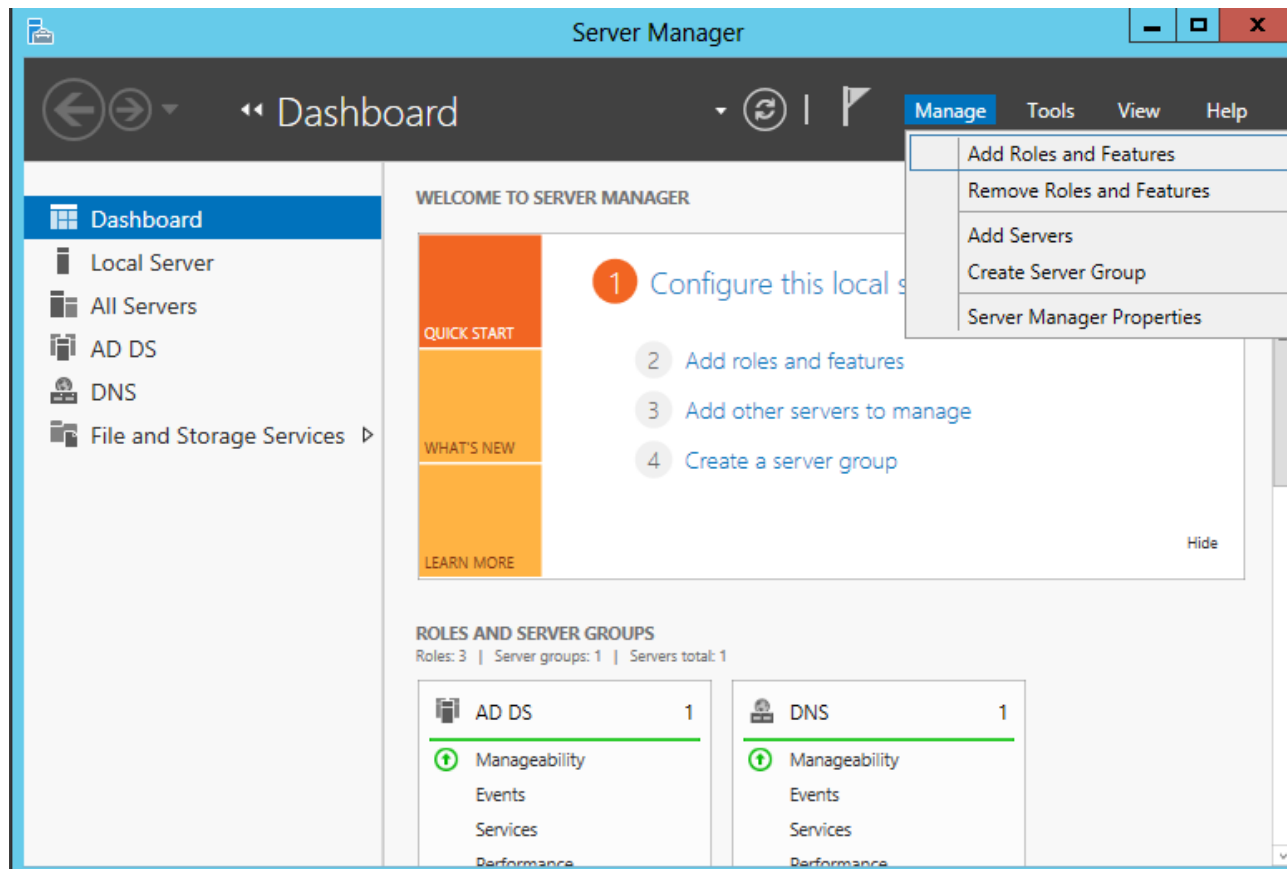 Server Manager
Dashboard
Manage Tools View Help
Add Roles and Features
Remove Roles and Features
Add Servers
Create Server Group
Server Manager Properties
Dashboard
Local Server
All Servers
AD DS
DNS
File and Storage Services
WELCOME TO SERVER MANAGER
QUICK START
WHAT'S NEW
LEARN MORE
1 Configure this local s
2 Add roles and features
3 Add other servers to manage
4 Create a server group
Hide
ROLES AND SERVER GROUPS
Roles: 3 | Server groups: 1 | Servers total: 1
AD DS 1
Manageability
Events
Services
Performance
DNS 1
Manageability
Events
Services
Performance